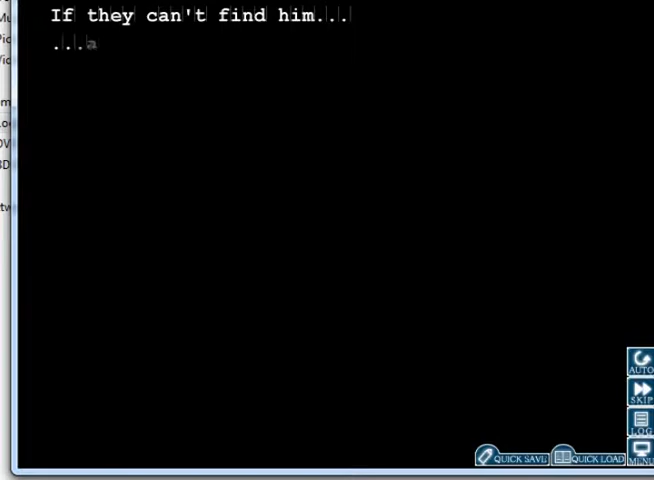 If they can't find him...
...a
AUTO
SKIP
LOG
QUICK SAVE
QUICK LOAD
MENU